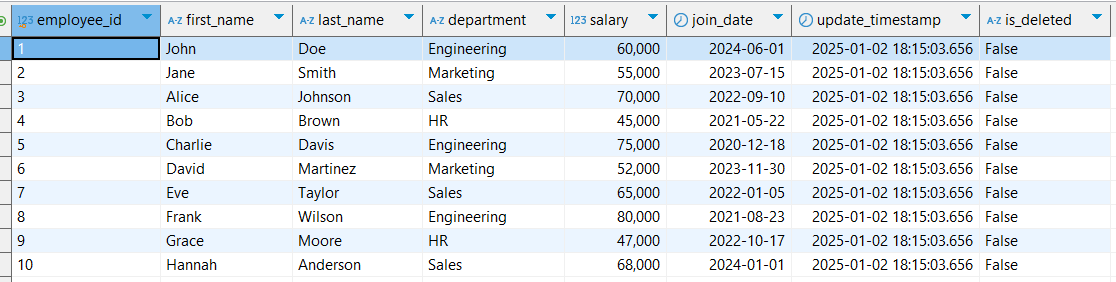 123 employee_id A-Z first_name A-Z last_name A-Z department 123 salary join_date update_timestamp A-Z is_deleted
1 John Doe Engineering 60,000 2024-06-01 2025-01-02 18:15:03.656 False
2 Jane Smith Marketing 55,000 2023-07-15 2025-01-02 18:15:03.656 False
3 Alice Johnson Sales 70,000 2022-09-10 2025-01-02 18:15:03.656 False
4 Bob Brown HR 45,000 2021-05-22 2025-01-02 18:15:03.656 False
5 Charlie Davis Engineering 75,000 2020-12-18 2025-01-02 18:15:03.656 False
6 David Martinez Marketing 52,000 2023-11-30 2025-01-02 18:15:03.656 False
7 Eve Taylor Sales 65,000 2022-01-05 2025-01-02 18:15:03.656 False
8 Frank Wilson Engineering 80,000 2021-08-23 2025-01-02 18:15:03.656 False
9 Grace Moore HR 47,000 2022-10-17 2025-01-02 18:15:03.656 False
10 Hannah Anderson Sales 68,000 2024-01-01 2025-01-02 18:15:03.656 False